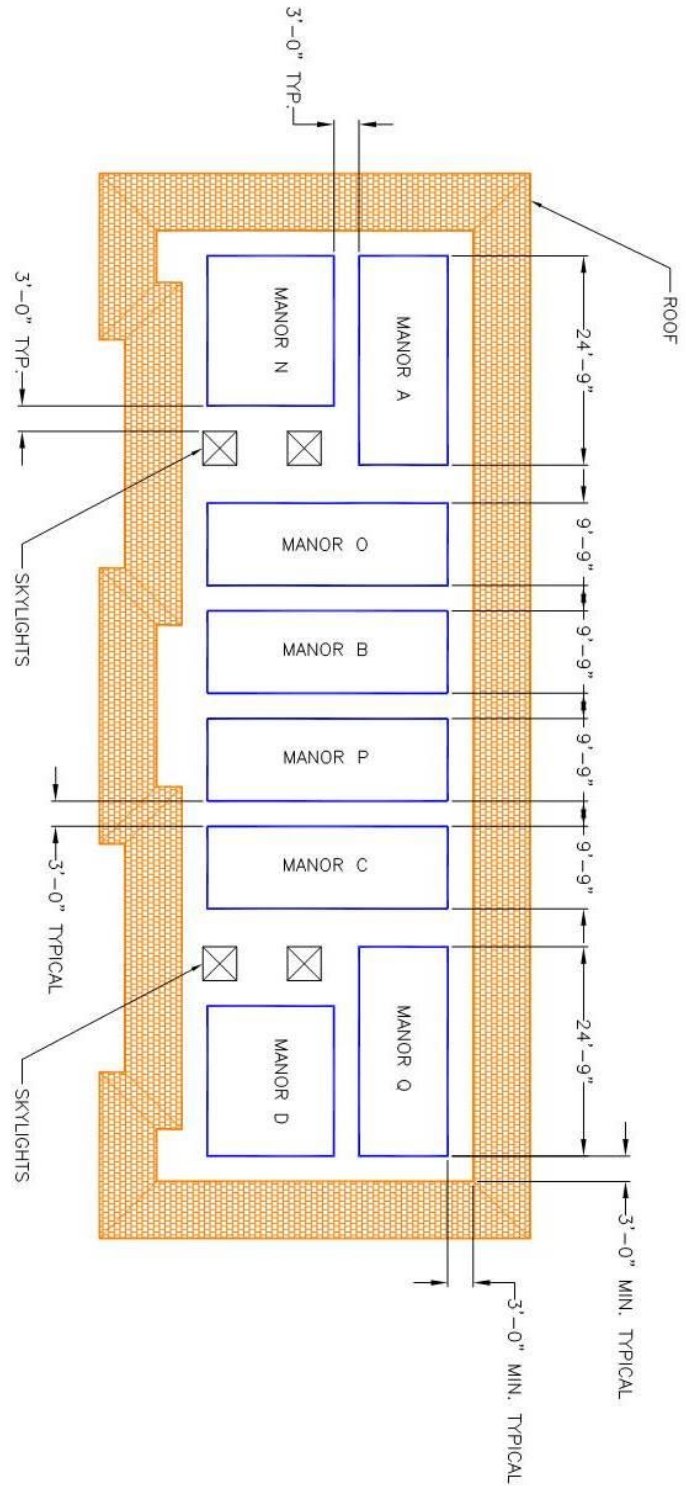 3'-0" TYP.
ROOF
24'-9"
3'-0" TYP.
MANOR N
MANOR A
SKYLIGHTS
MANOR O
9'-9"
MANOR B
9'-9"
MANOR P
9'-9"
MANOR C
9'-9"
3'-0" TYPICAL
MANOR D
MANOR Q
24'-9"
SKYLIGHTS
3'-0" MIN. TYPICAL
3'-0" MIN. TYPICAL